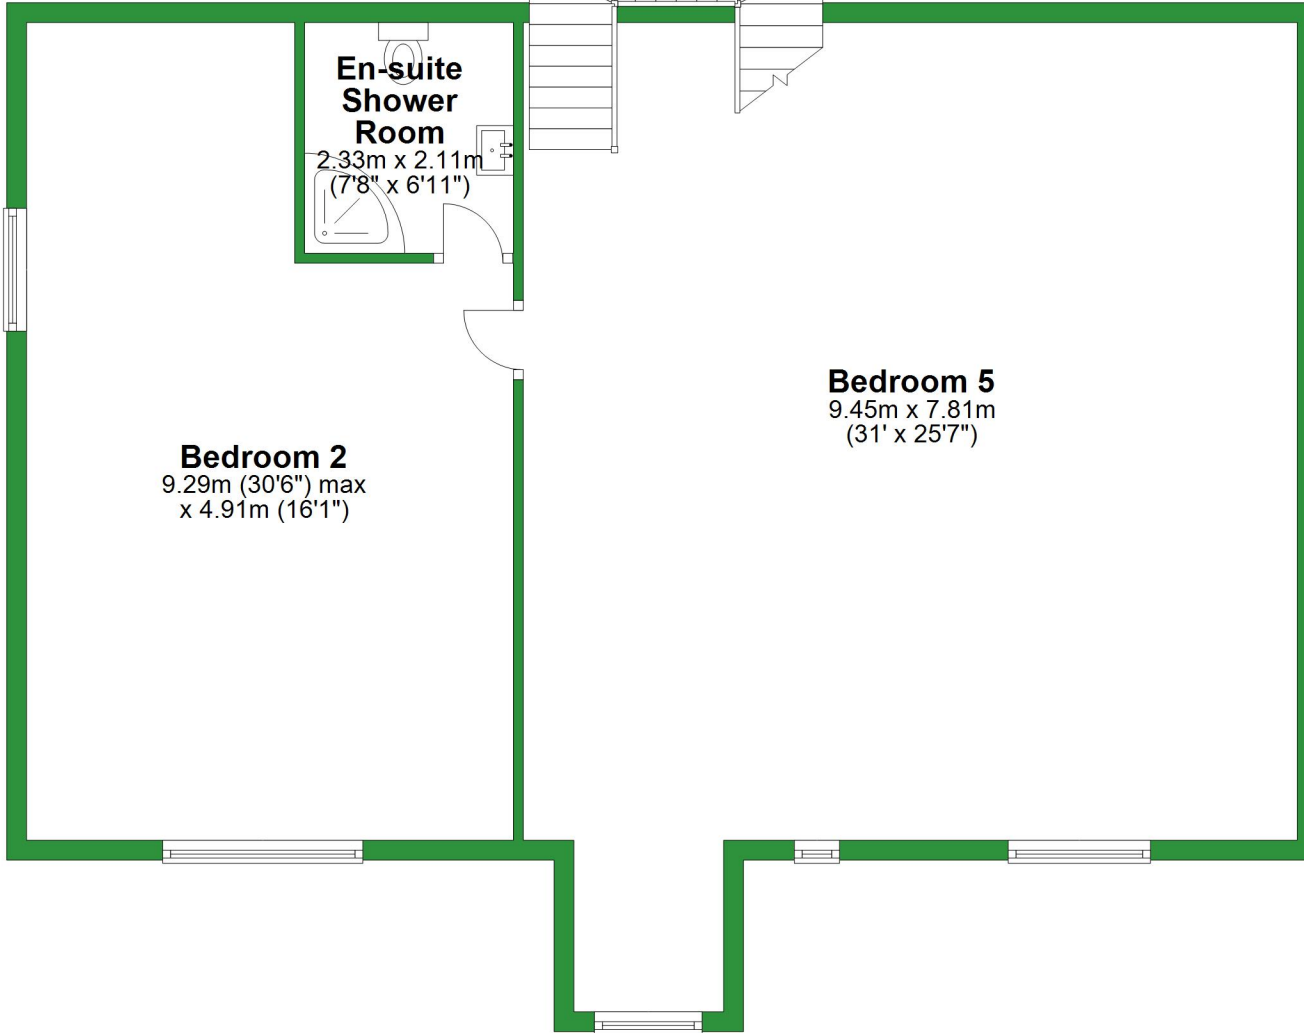 En-suite
Shower
Room
2.33m x 2.11m
(7'8" x 6'11")
Bedroom 5
9.45m x 7.81m
(31' x 25'7")
Bedroom 2
9.29m (30'6") max
x 4.91m (16'1")